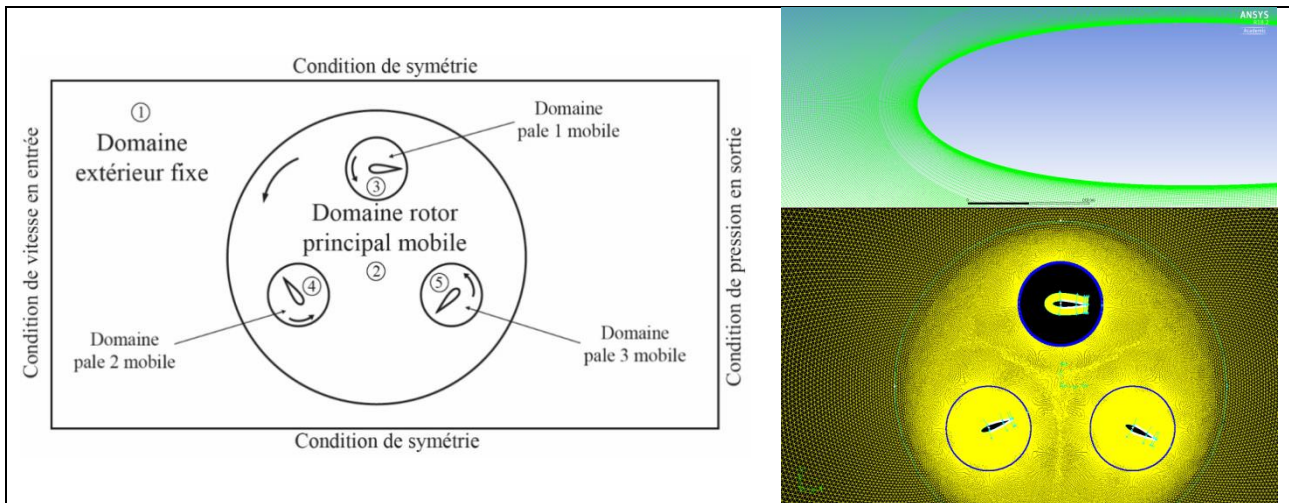 Condition de symétrie
①
Domaine
extérieur fixe
Condition de vitesse en entrée
Domaine
pale 1 mobile
③
Domaine rotor
principal mobile
②
④
⑤
Domaine
pale 2 mobile
Domaine
pale 3 mobile
Condition de pression en sortie
Condition de symétrie
ANSYS
Academic